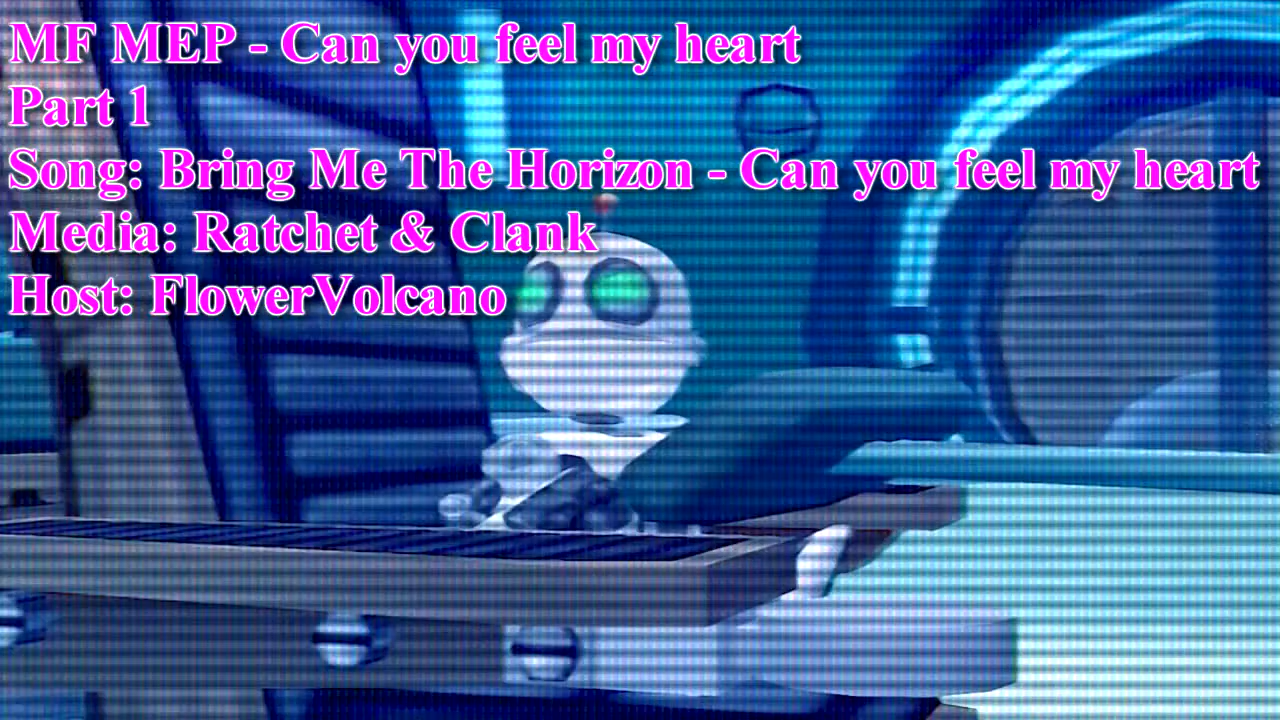 MF MEP - Can you feel my heart
Part 1
Song: Bring Me The Horizon - Can you feel my heart
Media: Ratchet & Clank
Host: FlowerVolcano